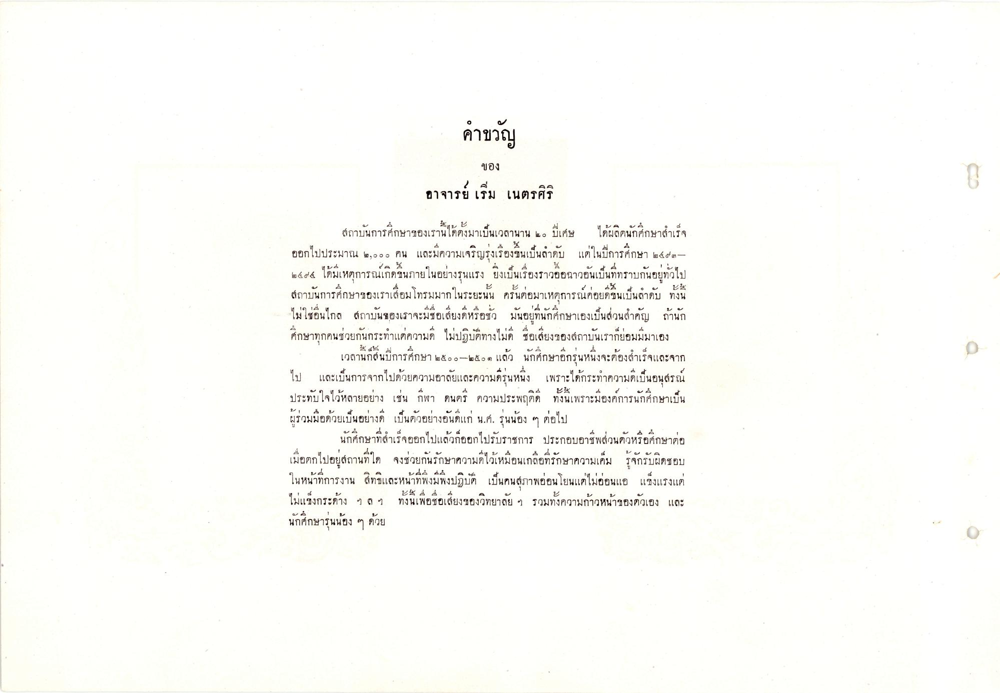 คำขวัญ
ของ
อาจารย์ เริ่ม เนตรศิริ
สถาบันการศึกษาของเรานี้ได้ตั้งมาเป็นเวลานาน ๒๐ ปีเศษ ได้ผลิตนักศึกษาสำเร็จ
ออกไปประมาณ ๒,๐๐๐ คน และมีความเจริญรุ่งเรืองขึ้นเป็นลำดับ แต่ในปีการศึกษา ๒๔๙๓—
๒๔๙๔ ได้มีเหตุการณ์เกิดขึ้นภายในอย่างรุนแรง ยิ่งเป็นเรื่องราวอื้อฉาวอันเป็นที่ทราบกันอยู่ทั่วไป
สถาบันการศึกษาของเราเสื่อมโทรมมากในระยะนั้น ครั้นต่อมาเหตุการณ์ค่อยดีขึ้นเป็นลำดับ ทั้งนี้
ไม่ใช่อื่นไกล สถาบันของเราจะมีชื่อเสียงดีหรือชั่ว มันอยู่ที่นักศึกษาเองเป็นส่วนสำคัญ ถ้านัก
ศึกษาทุกคนช่วยกันกระทำแต่ความดี ไม่ปฏิบัติทางไม่ดี ชื่อเสียงของสถาบันเราก็ย่อมมีมาเอง
เวลานี้ก็สิ้นปีการศึกษา ๒๕๐๐—๒๕๐๑ แล้ว นักศึกษาอีกรุ่นหนึ่งจะต้องสำเร็จและจาก
ไป และเป็นการจากไปด้วยความอาลัยและความดีรุ่นหนึ่ง เพราะได้กระทำความดีเป็นอนุสรณ์
ประทับใจไว้หลายอย่าง เช่น กีฬา ดนตรี ความประพฤติดี ทั้งนี้เพราะมีองค์การนักศึกษาเป็น
ผู้ร่วมมือด้วยเป็นอย่างดี เป็นตัวอย่างอันดีแก่ น.ศ. รุ่นน้อง ๆ ต่อไป
นักศึกษาที่สำเร็จออกไปแล้วก็ออกไปรับราชการ ประกอบอาชีพส่วนตัวหรือศึกษาต่อ
เมื่อตกไปอยู่สถานที่ใด จงช่วยกันรักษาความดีไว้เหมือนเกลือที่รักษาความเค็ม รู้จักรับผิดชอบ
ในหน้าที่การงาน สิทธิและหน้าที่พึงมีพึงปฏิบัติ เป็นคนสุภาพอ่อนโยนแต่ไม่อ่อนแอ แข็งแรงแต่
ไม่แข็งกระด้าง ฯ ล ฯ ทั้งนี้เพื่อชื่อเสียงของวิทยาลัย ฯ รวมทั้งความก้าวหน้าของตัวเอง และ
นักศึกษารุ่นน้อง ๆ ด้วย